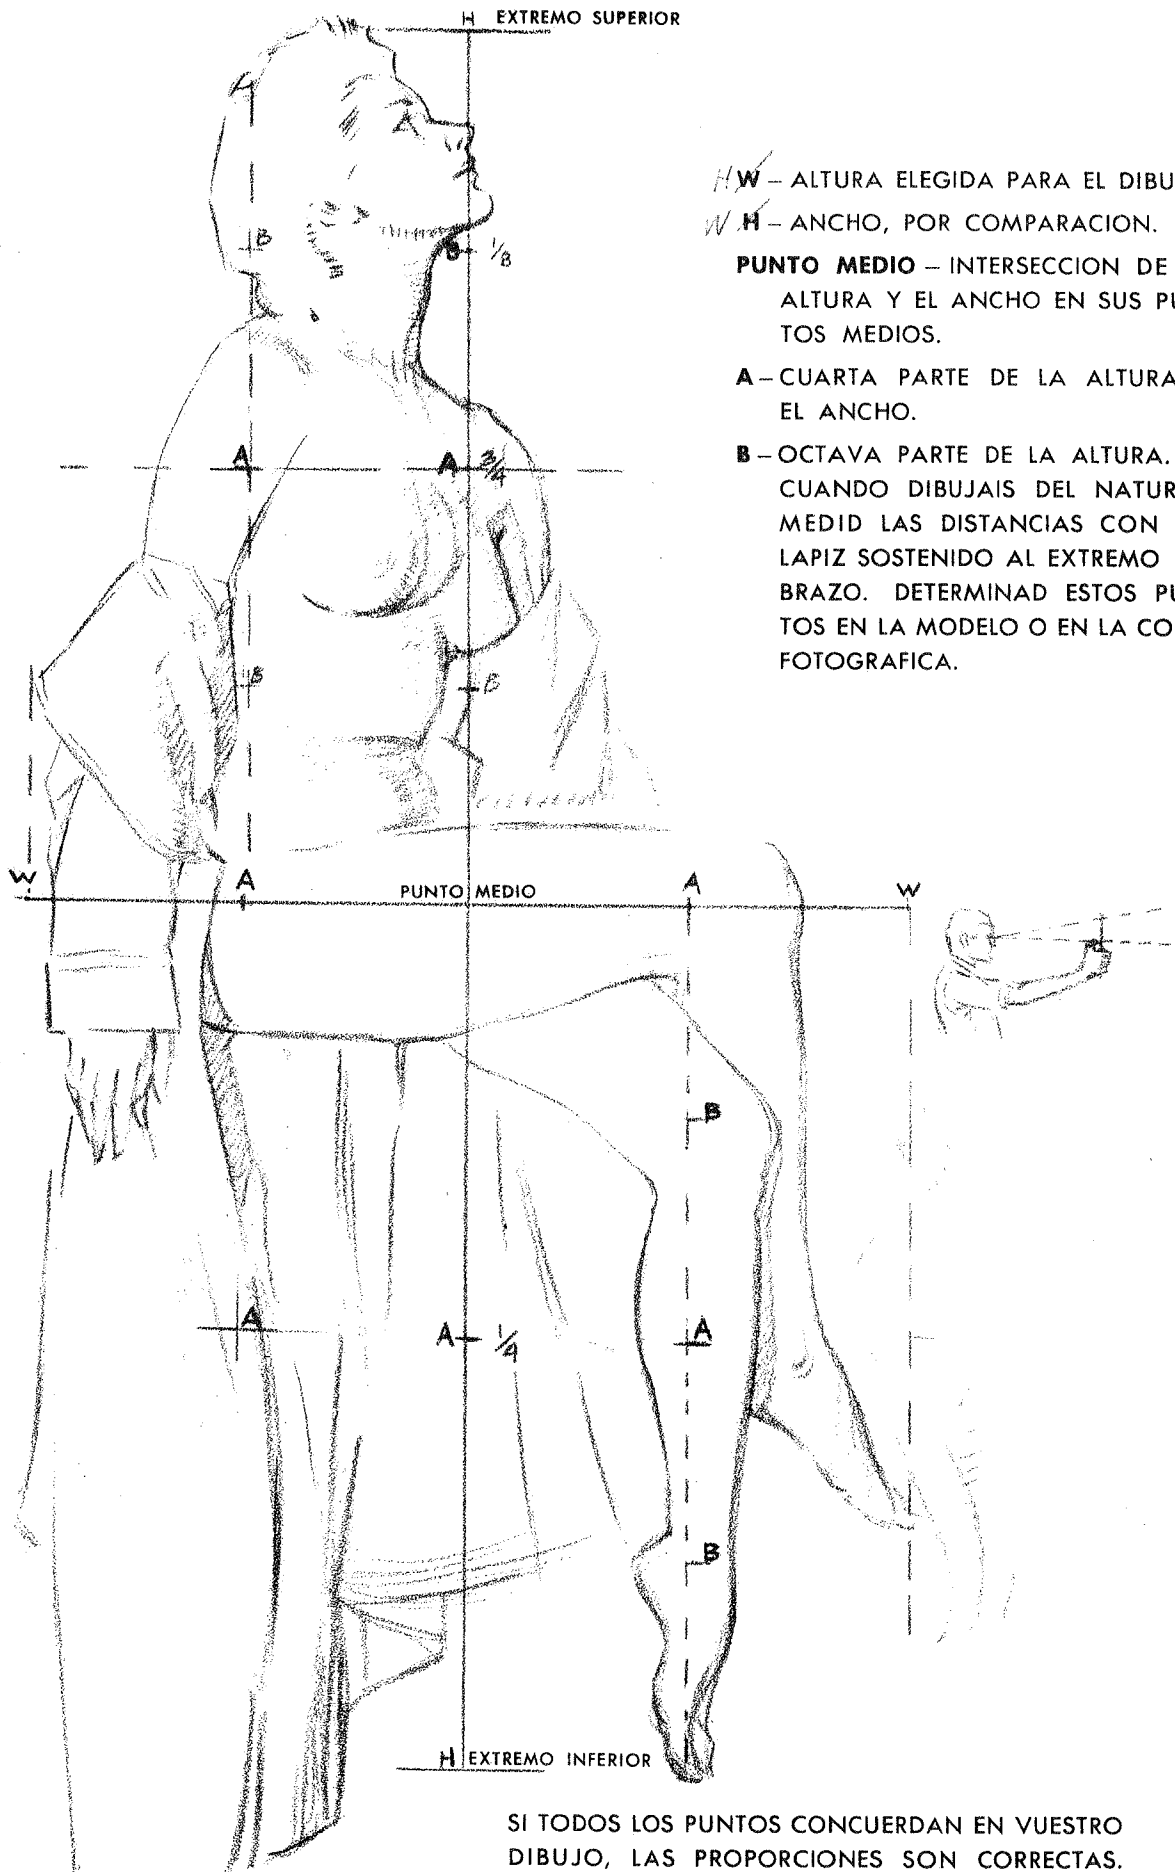 H EXTREMO SUPERIOR
A
HW – ALTURA ELEGIDA PARA EL DIBU
W H – ANCHO, POR COMPARACION.
B
B 1/8
PUNTO MEDIO – INTERSECCION DE
ALTURA Y EL ANCHO EN SUS PU
TOS MEDIOS.
A – CUARTA PARTE DE LA ALTURA
EL ANCHO.
A
A 3/4
B – OCTAVA PARTE DE LA ALTURA.
CUANDO DIBUJAIS DEL NATUR
MEDID LAS DISTANCIAS CON
LAPIZ SOSTENIDO AL EXTREMO
BRAZO. DETERMINAD ESTOS PU
TOS EN LA MODELO O EN LA CO
FOTOGRAFICA.
B
B
W
A
PUNTO MEDIO
A
W
B
A
A 1/4
A
B
H EXTREMO INFERIOR
SI TODOS LOS PUNTOS CONCUERDAN EN VUESTRO
DIBUJO, LAS PROPORCIONES SON CORRECTAS.